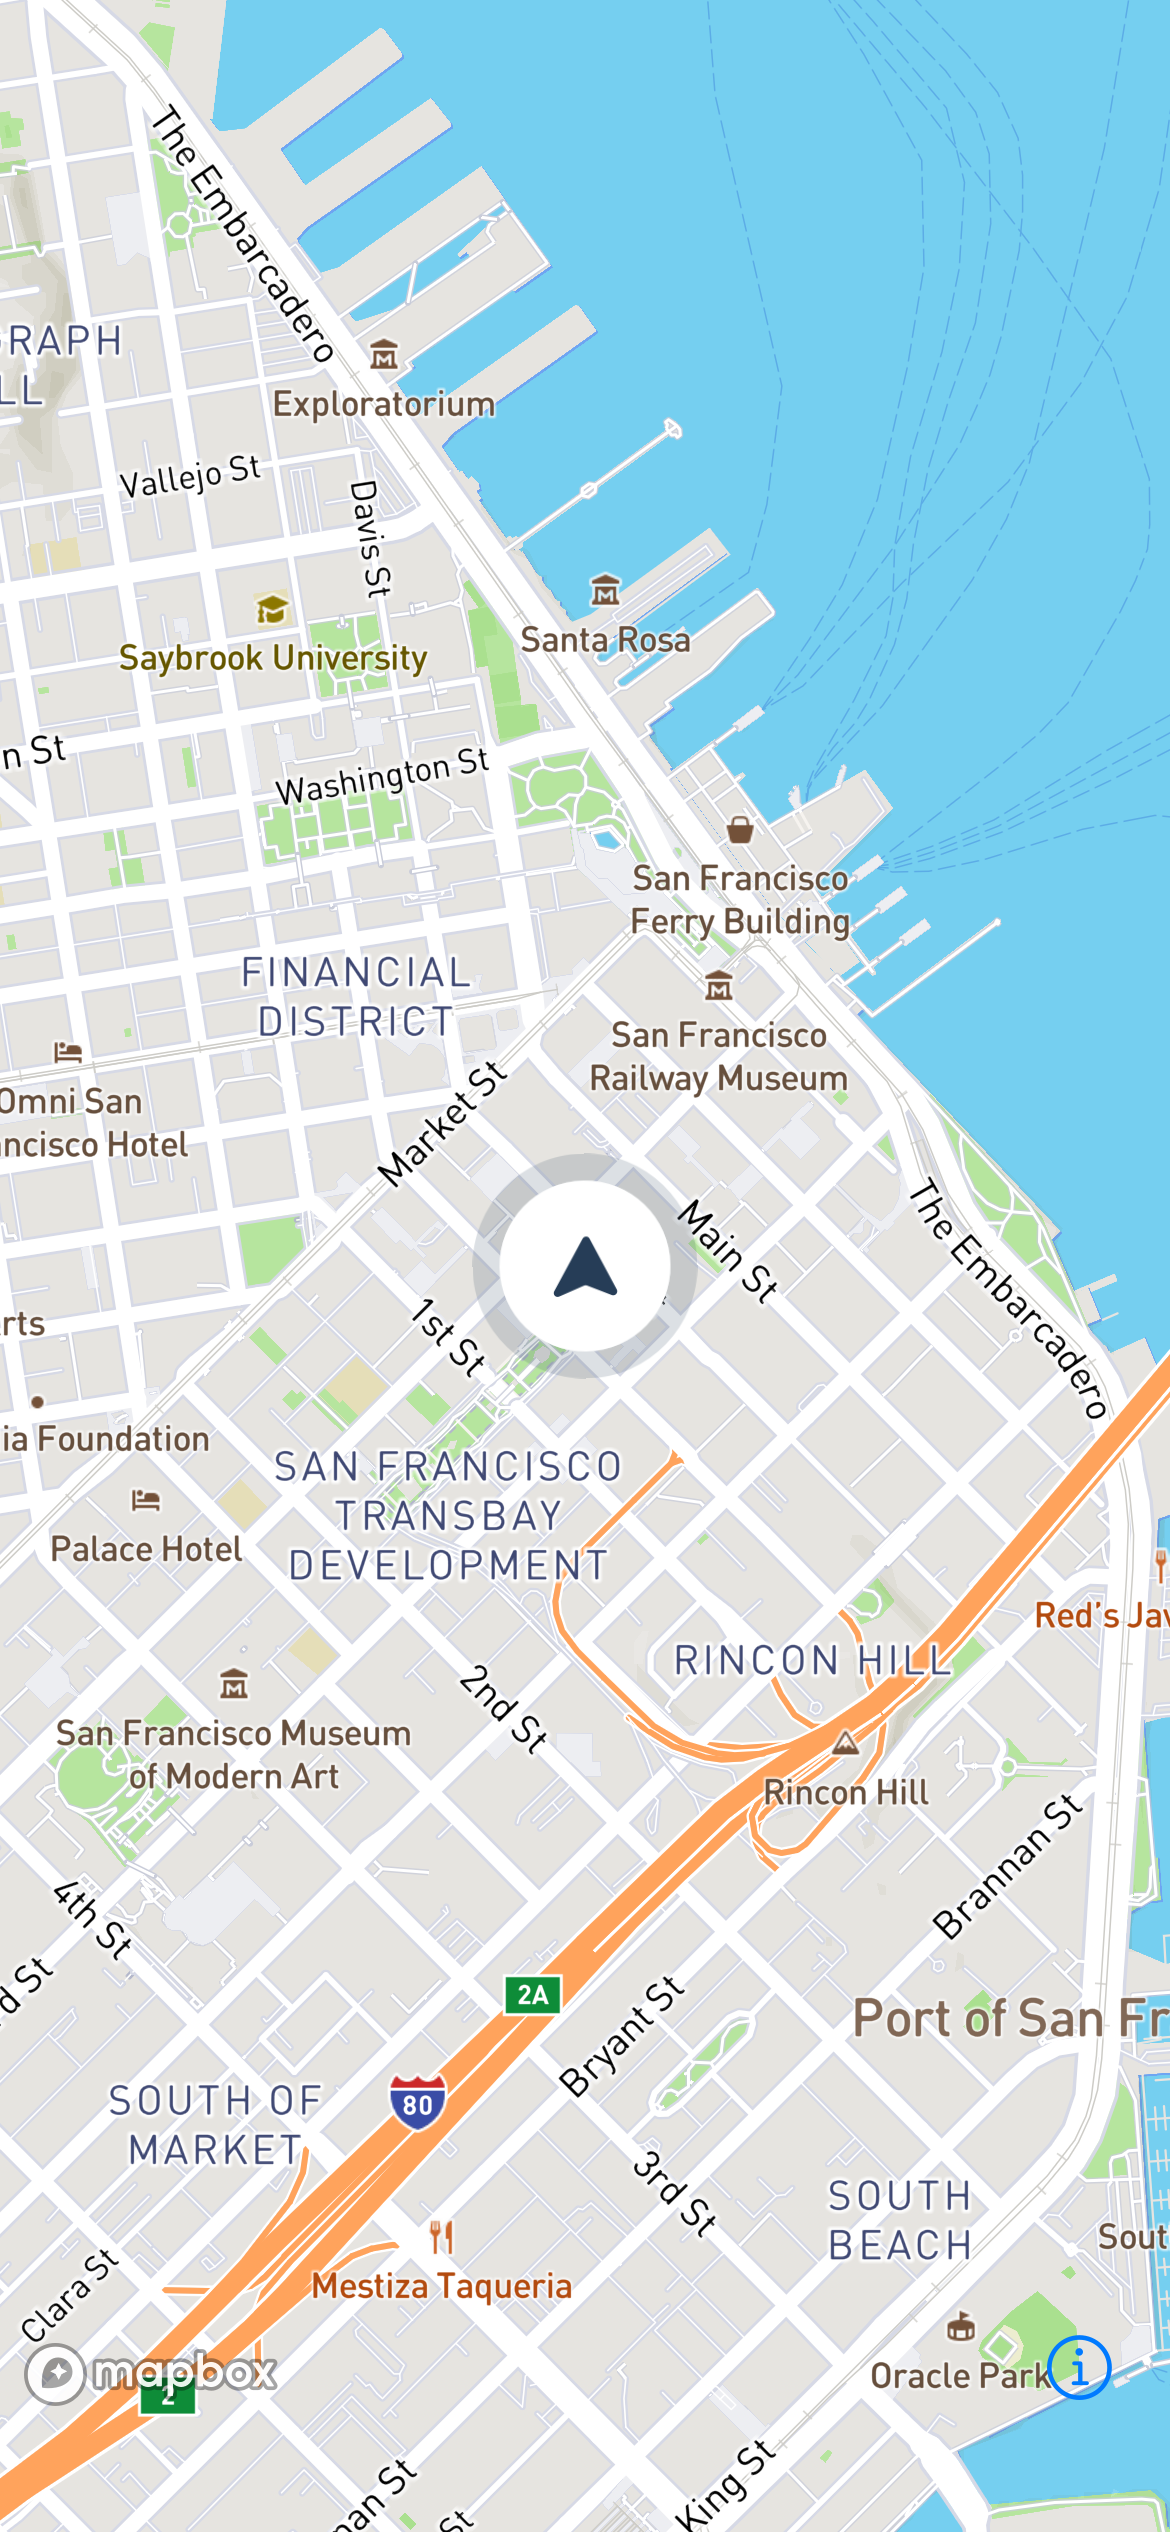 The Embarcadero
GRAPH
LL
Exploratorium
Vallejo St
Davis St
Santa Rosa
Saybrook University
n St
Washington St
San Francisco
Ferry Building
FINANCIAL
DISTRICT
San Francisco
Railway Museum
Omni San
ncisco Hotel
Market St
Main St
The Embarcadero
1st St
rts
ia Foundation
SAN FRANCISCO
TRANSBAY
DEVELOPMENT
Palace Hotel
Red's Jav
RINCON HILL
2nd St
San Francisco Museum
of Modern Art
Rincon Hill
Brannan St
4th St
rd St
2A
Bryant St
Port of San Fr
80
SOUTH OF
MARKET
3rd St
SOUTH
BEACH
Sout
Clara St
Mestiza Taqueria
Oracle Park
i
mapbox
2
King St
nan St
St